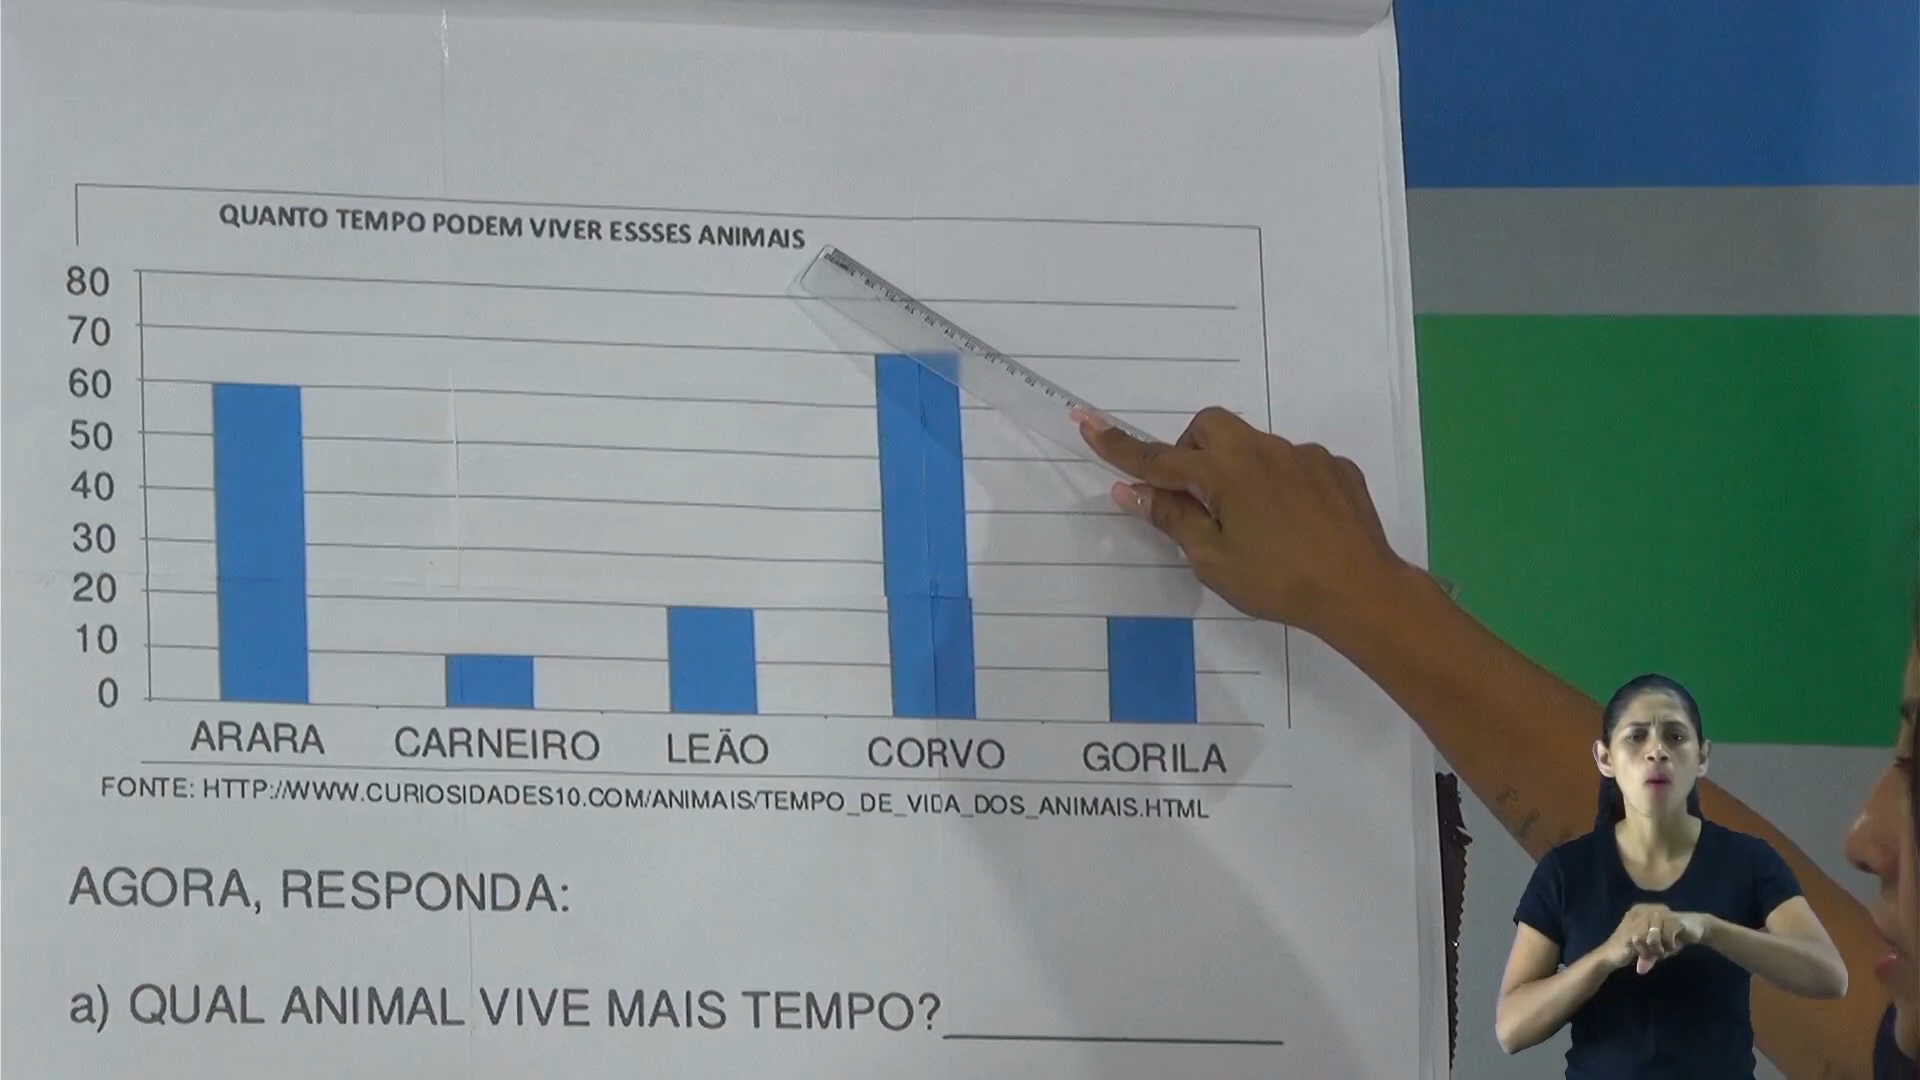 QUANTO TEMPO PODEM VIVER ESSSES ANIMAIS
80
70
60
50
40
30
20
10
0
ARARA CARNEIRO LEÃO CORVO GORILA
FONTE: HTTP://WWW.CURIOSIDADES10.COM/ANIMAIS/TEMPO_DE_VIDA_DOS_ANIMAIS.HTML
AGORA, RESPONDA:
a) QUAL ANIMAL VIVE MAIS TEMPO?